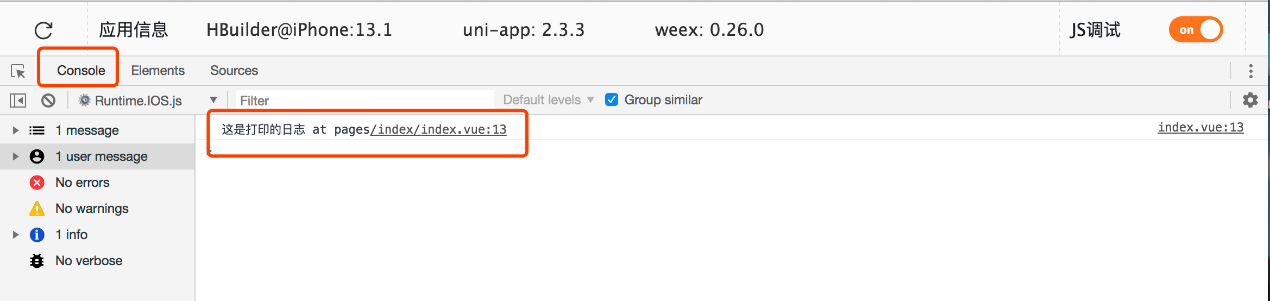 应用信息 HBuilder@iPhone:13.1 uni-app: 2.3.3 weex: 0.26.0 JS调试 on
Console Elements Sources
Runtime.IOS.js Filter Default levels Group similar
1 message
这是打印的日志 at pages/index/index.vue:13 index.vue:13
1 user message
No errors
No warnings
1 info
No verbose